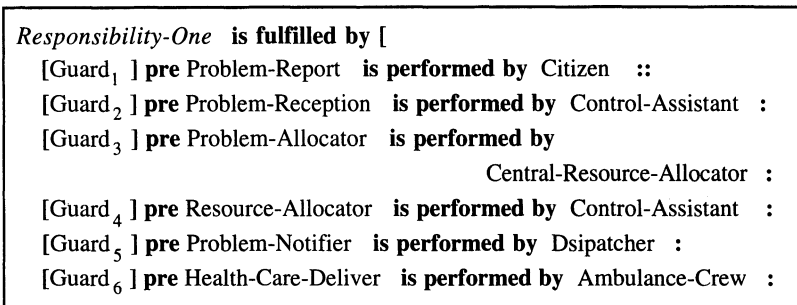 Responsibility-One is fulfilled by [
[Guard₁ ] pre Problem-Report is performed by Citizen ::
[Guard₂ ] pre Problem-Reception is performed by Control-Assistant :
[Guard₃ ] pre Problem-Allocator is performed by
Central-Resource-Allocator :
[Guard₄ ] pre Resource-Allocator is performed by Control-Assistant :
[Guard₅ ] pre Problem-Notifier is performed by Dsipatcher :
[Guard₆ ] pre Health-Care-Deliver is performed by Ambulance-Crew :